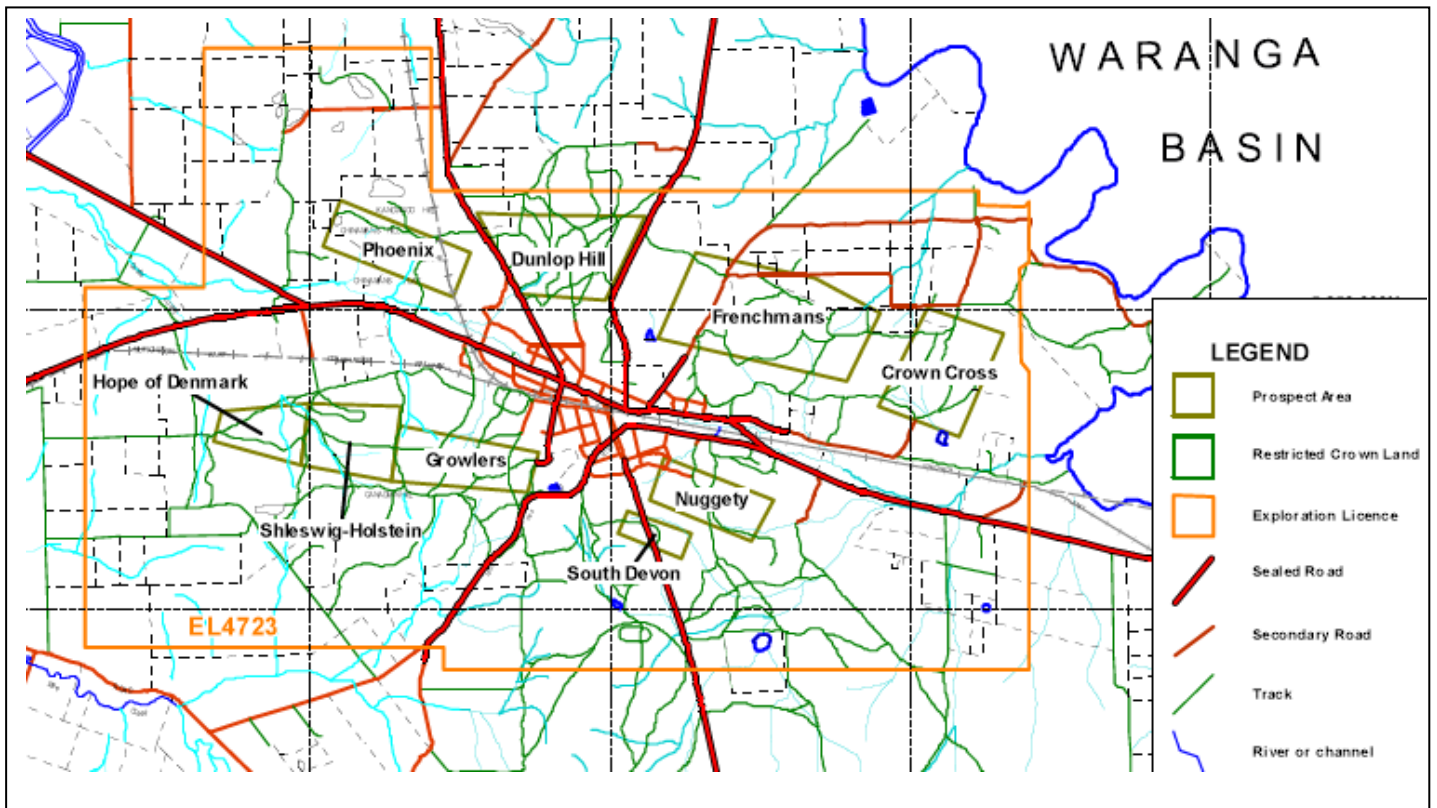 WARANGA
BASIN
Phoenix
Dunlop Hill
Frenchmans
Crown Cross
Hope of Denmark
Growlers
Shleswig-Holstein
Nuggety
South Devon
EL4723
LEGEND
Prospect Area
Restricted Crown Land
Exploration Licence
Sealed Road
Secondary Road
Track
River or channel